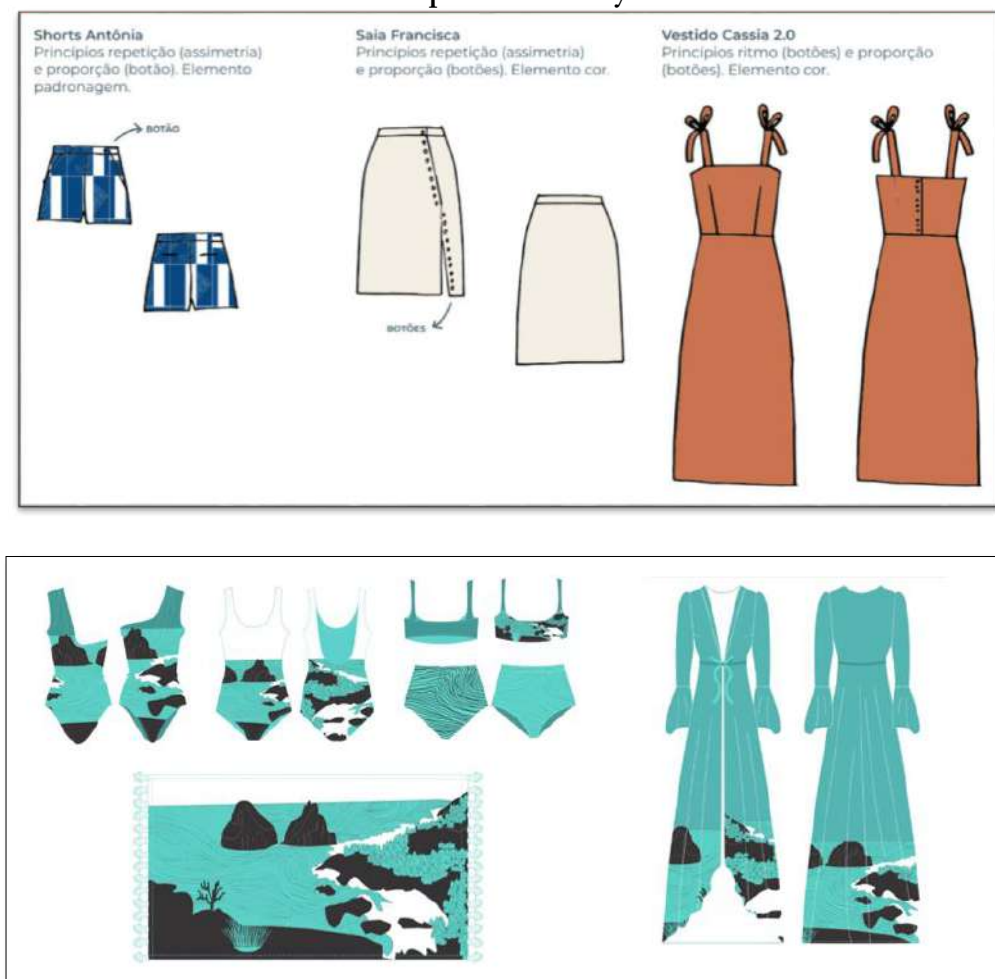 Shorts Antônia
Princípios repetição (assimetria)
e proporção (botão). Elemento
padronagem.
BOTÃO
Saia Francisca
Princípios repetição (assimetria)
e proporção (botões). Elemento cor.
BOTÕES
Vestido Cassia 2.0
Princípios ritmo (botões) e proporção
(botões). Elemento cor.